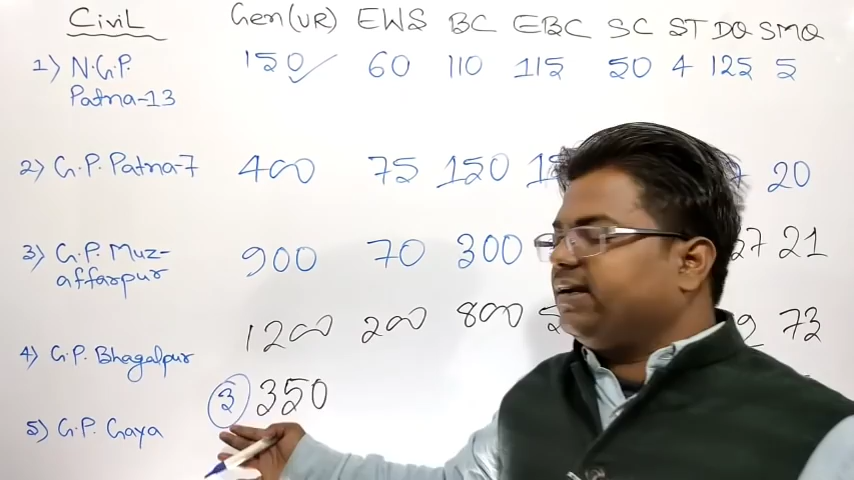 Civil Gen(UR) EWS BC EBC SC ST DQ SMQ
1) N.G.P. 150 60 110 115 50 4 125 5
Patna-13
2) G.P. Patna-7 400 75 150 20
3) G.P. Muz- 900 70 300 21
affarpur
1200 200 800 73
4) G.P. Bhagalpur
3 350
5) G.P. Gaya